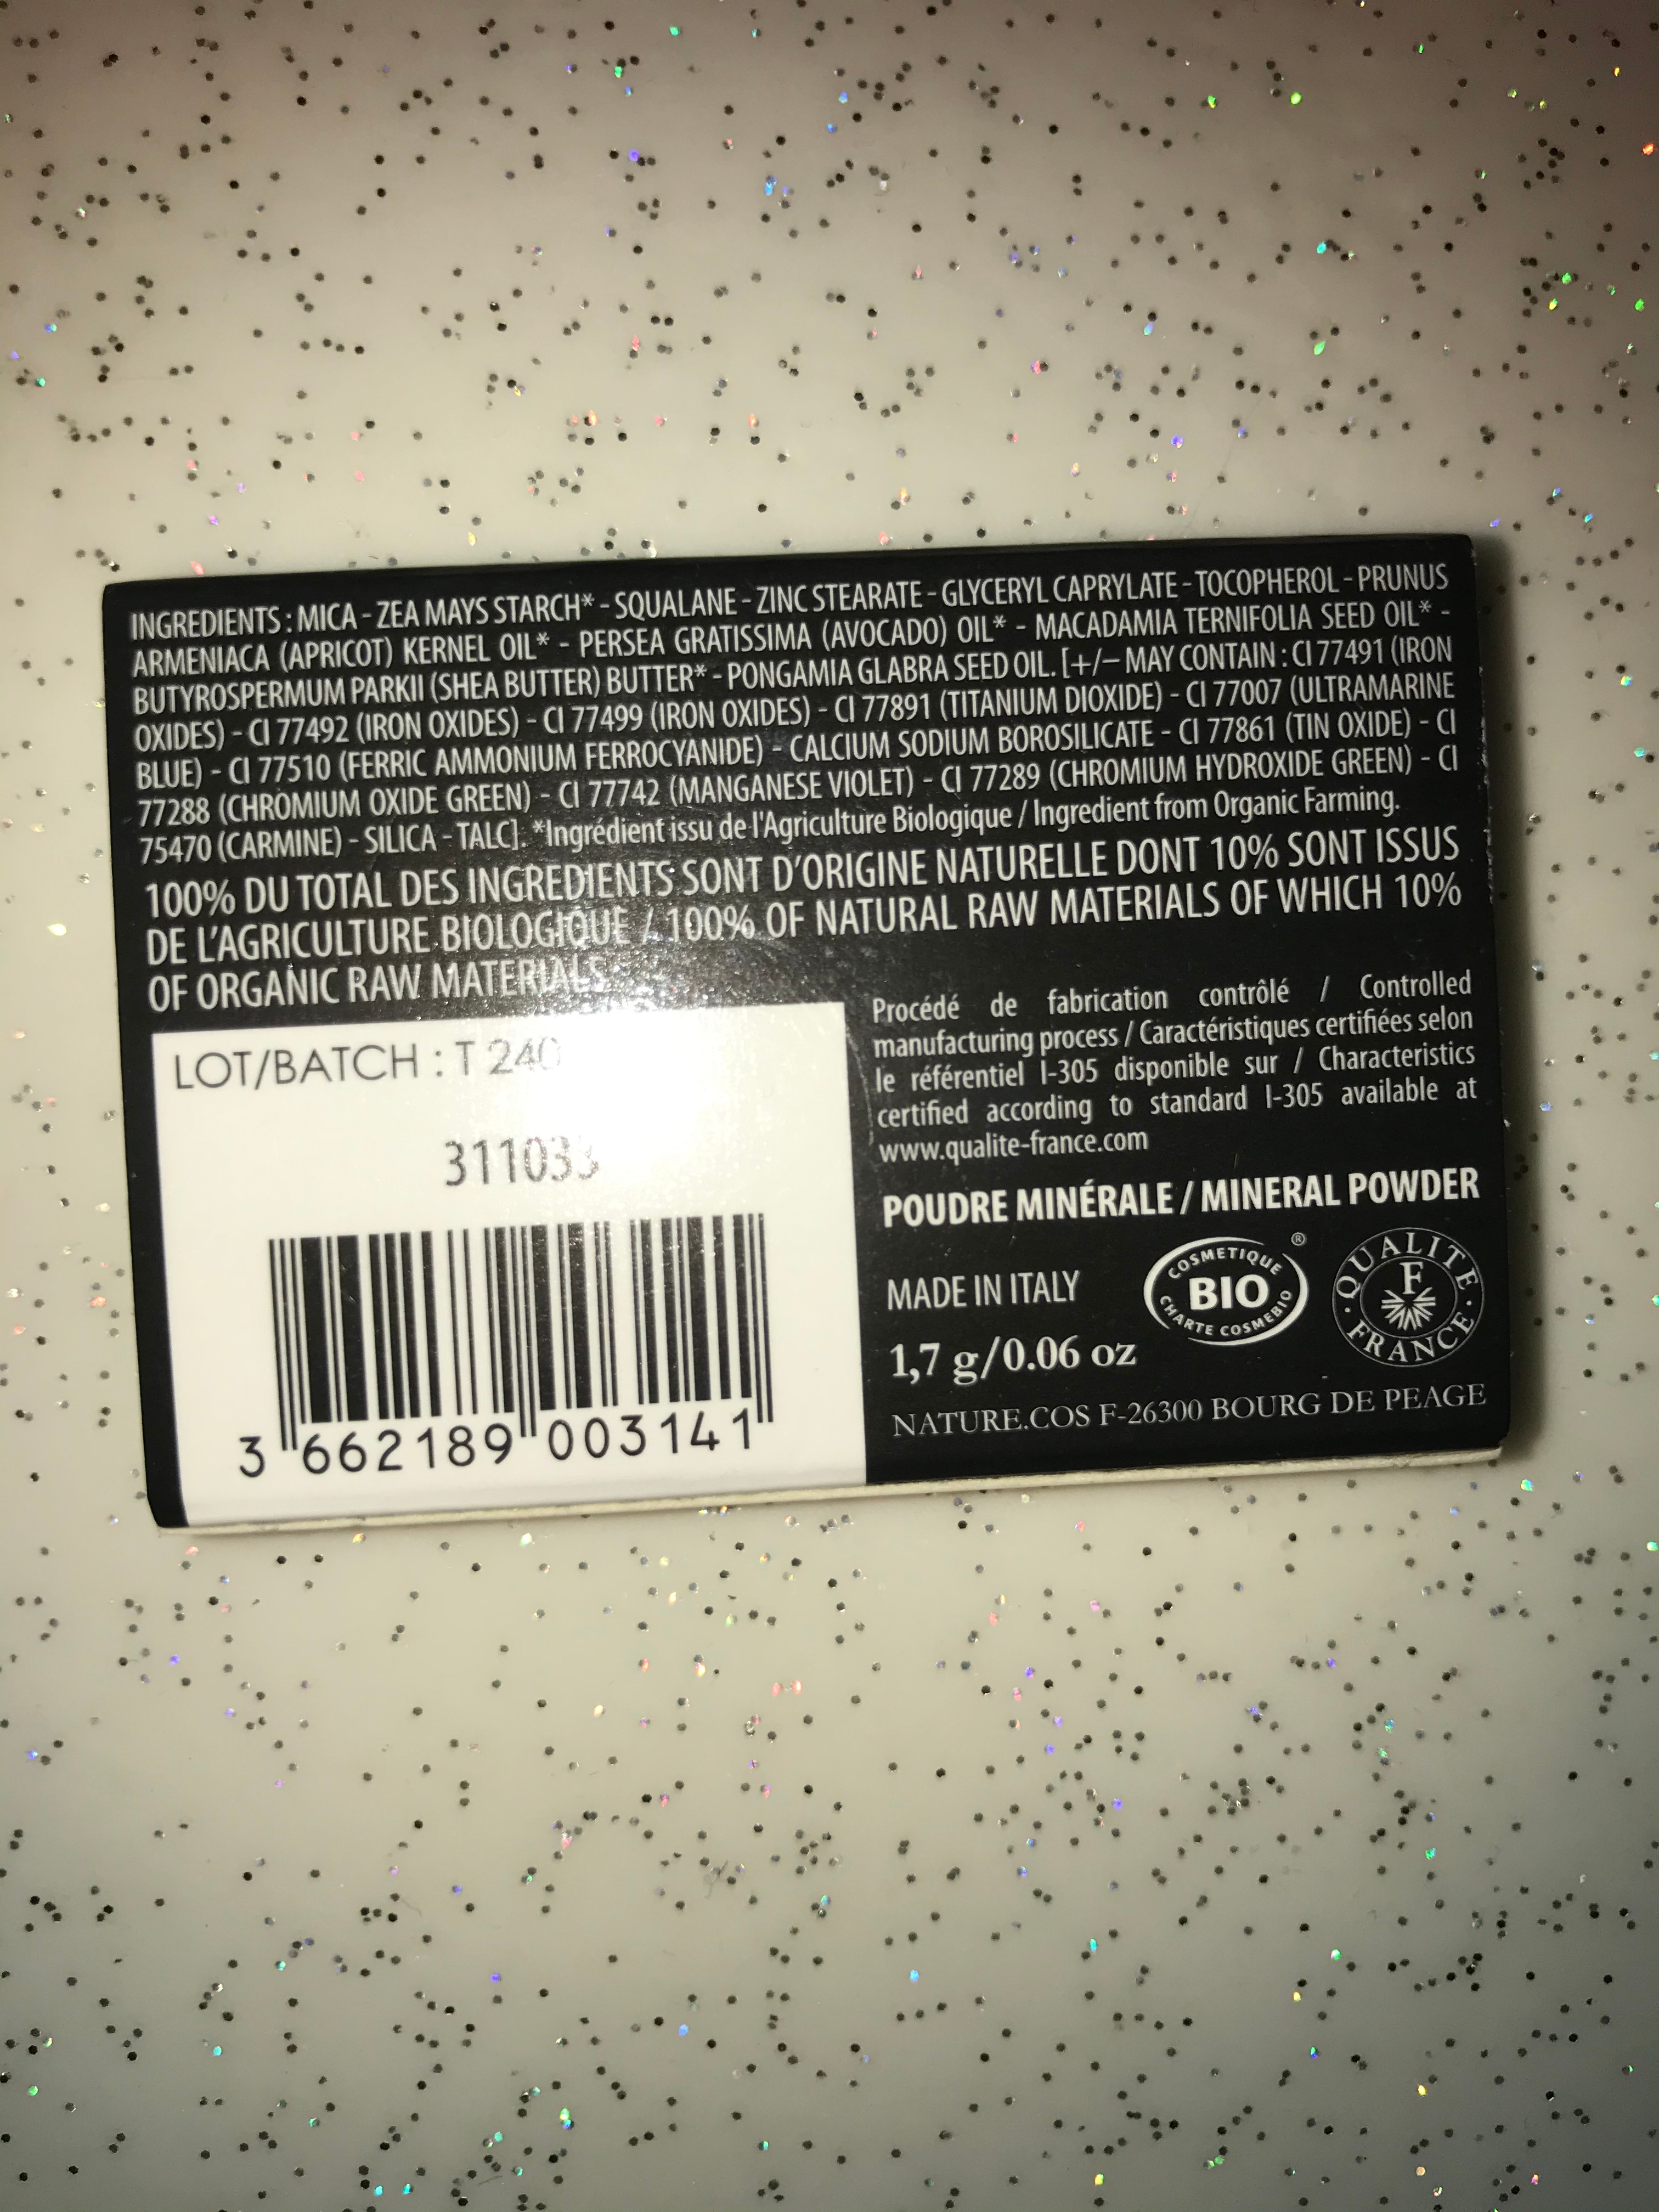 INGREDIENTS : MICA - ZEA MAYS STARCH* - SQUALANE - ZINC STEARATE - GLYCERYL CAPRYLATE - TOCOPHEROL - PRUNUS
ARMENIACA (APRICOT) KERNEL OIL* - PERSEA GRATISSIMA (AVOCADO) OIL* - MACADAMIA TERNIFOLIA SEED OIL* -
BUTYROSPERMUM PARKII (SHEA BUTTER) BUTTER* - PONGAMIA GLABRA SEED OIL. [+/- MAY CONTAIN : CI 77491 (IRON
OXIDES) - CI 77492 (IRON OXIDES) - CI 77499 (IRON OXIDES) - CI 77891 (TITANIUM DIOXIDE) - CI 77007 (ULTRAMARINE
BLUE) - CI 77510 (FERRIC AMMONIUM FERROCYANIDE) - CALCIUM SODIUM BOROSILICATE - CI 77861 (TIN OXIDE) - CI
77288 (CHROMIUM OXIDE GREEN) - CI 77742 (MANGANESE VIOLET) - CI 77289 (CHROMIUM HYDROXIDE GREEN) - CI
75470 (CARMINE) - SILICA - TALC]. *Ingrédient issu de l'Agriculture Biologique / Ingredient from Organic Farming.
100% DU TOTAL DES INGREDIENTS SONT D'ORIGINE NATURELLE DONT 10% SONT ISSUS
DE L'AGRICULTURE BIOLOGIQUE / 100% OF NATURAL RAW MATERIALS OF WHICH 10%
OF ORGANIC RAW MATERIALS
LOT/BATCH : T
311033
3 662189 003141
Procédé de fabrication contrôlé / Controlled
manufacturing process / Caractéristiques certifiées selon
le référentiel I-305 disponible sur / Characteristics
certified according to standard I-305 available at
www.qualite-france.com
POUDRE MINÉRALE / MINERAL POWDER
MADE IN ITALY
COSMETIQUE
BIO
CHARTE COSMEBIO
®
QUALITE
F
FRANCE
1,7 g/0.06 oz
NATURE.COS F-26300 BOURG DE PEAGE